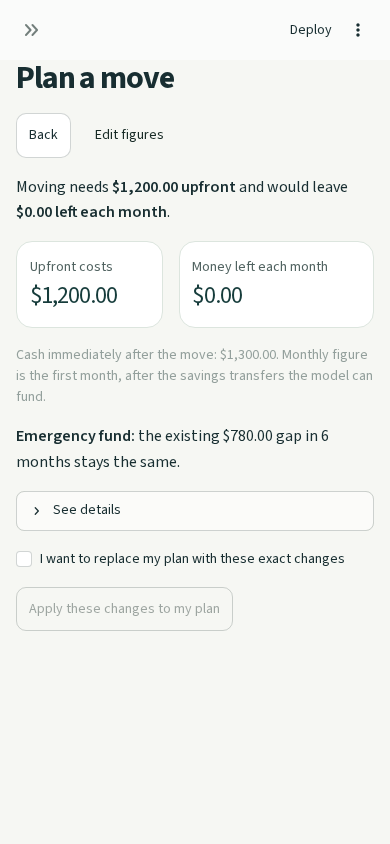 Deploy
Plan a move
Back
Edit figures
Moving needs $1,200.00 upfront and would leave
$0.00 left each month.
Upfront costs
$1,200.00
Money left each month
$0.00
Cash immediately after the move: $1,300.00. Monthly figure
is the first month, after the savings transfers the model can
fund.
Emergency fund: the existing $780.00 gap in 6
months stays the same.
See details
I want to replace my plan with these exact changes
Apply these changes to my plan